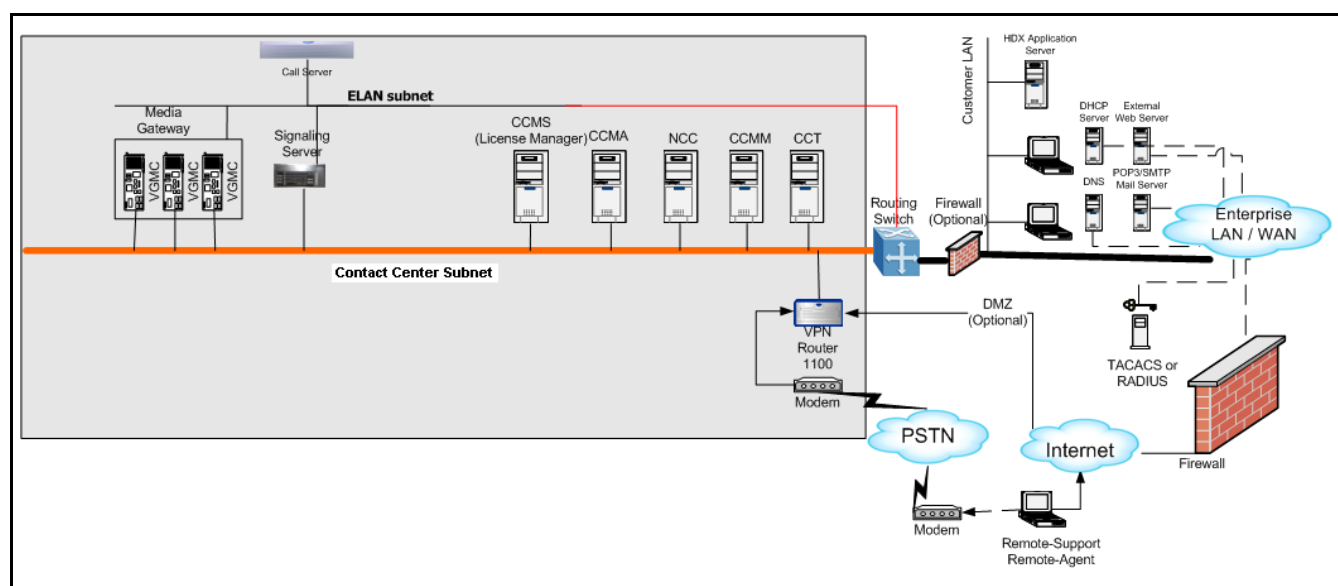 Call Server
ELAN subnet
Media
Gateway
VGMC
VGMC
VGMC
Signaling
Server
CCMS
(License Manager)
CCMA
NCC
CCMM
CCT
Contact Center Subnet
Routing
Switch
Firewall
(Optional)
Customer LAN
HDX Application
Server
DHCP
Server
External
Web Server
DNS
POP3/SMTP
Mail Server
Enterprise
LAN / WAN
VPN
Router
1100
Modem
DMZ
(Optional)
TACACS or
RADIUS
PSTN
Internet
Firewall
Modem
Remote-Support
Remote-Agent